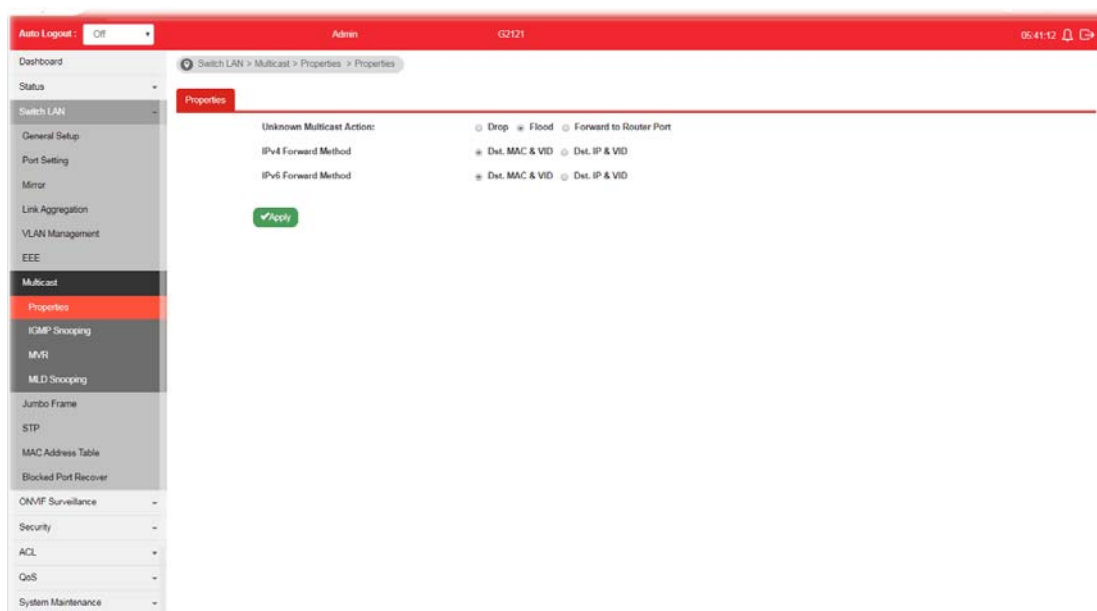 Auto Logout : Off Admin G2121 05:41:12
Dashboard
Status
Switch LAN
General Setup
Port Setting
Mirror
Link Aggregation
VLAN Management
EEE
Multicast
Properties
IGMP Snooping
MVR
MLD Snooping
Jumbo Frame
STP
MAC Address Table
Blocked Port Recover
ONVIF Surveillance
Security
ACL
QoS
System Maintenance
Switch LAN > Multicast > Properties > Properties
Properties
Unknown Multicast Action: Drop Flood Forward to Router Port
IPv4 Forward Method Dst. MAC & VID Dst. IP & VID
IPv6 Forward Method Dst. MAC & VID Dst. IP & VID
Apply